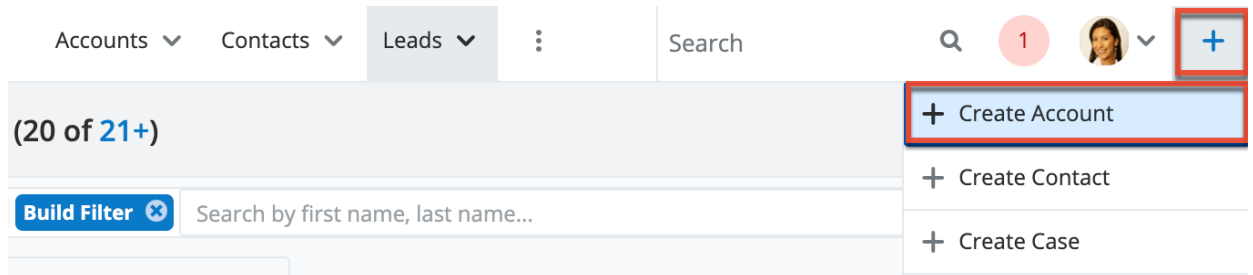 Accounts Contacts Leads Search 1 +
+ Create Account
(20 of 21+)
+ Create Contact
Build Filter Search by first name, last name...
+ Create Case